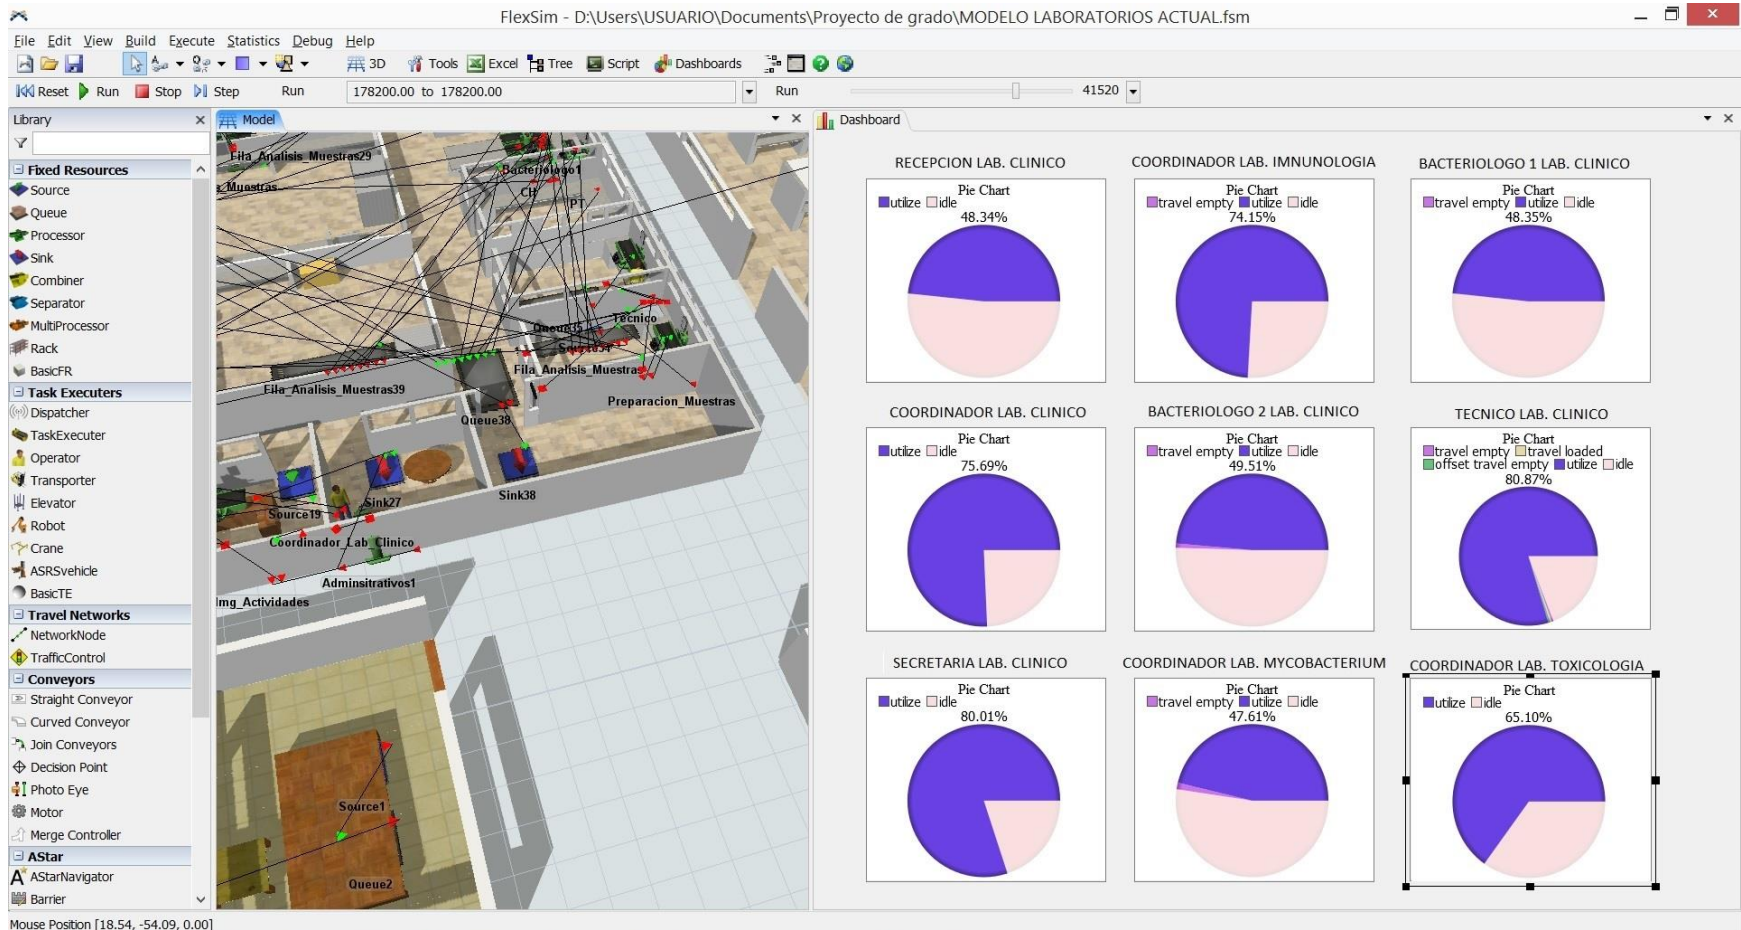 FlexSim - D:\Users\USUARIO\Documents\Proyecto de grado\MODELO LABORATORIOS ACTUAL.fsm
File Edit View Build Execute Statistics Debug Help
3D Tools Excel Tree Script Dashboards
Reset Run Stop Step Run 178200.00 to 178200.00 Run 41520
Library
Fixed Resources
Source
Queue
Processor
Sink
Combiner
Separator
MultiProcessor
Rack
BasicFR
Task Executers
Dispatcher
TaskExecuter
Operator
Transporter
Elevator
Robot
Crane
ASRSvehicle
BasicTE
Travel Networks
NetworkNode
TrafficControl
Conveyors
Straight Conveyor
Curved Conveyor
Join Conveyors
Decision Point
Photo Eye
Motor
Merge Controller
AStar
AStarNavigator
Barrier
Mouse Position [18.54, -54.09, 0.00]
Model
Fila_Analisis_Muestras29
Bacteriologo1
Muestras
CH
PT
Tecnico
Queue35
Fila_Analisis_Muestras
Fila_Analisis_Muestras39
Preparacion_Muestras
Queue38
Sink38
Sink27
Source19
Coordinador_Lab_Clinico
Adminsitrativos1
Img_Actividades
Source1
Queue2
Dashboard
RECEPCION LAB. CLINICO
Pie Chart
utilize idle
48.34%
COORDINADOR LAB. IMNUNOLOGIA
Pie Chart
travel empty utilize idle
74.15%
BACTERIOLOGO 1 LAB. CLINICO
Pie Chart
travel empty utilize idle
48.35%
COORDINADOR LAB. CLINICO
Pie Chart
utilize idle
75.69%
BACTERIOLOGO 2 LAB. CLINICO
Pie Chart
travel empty utilize idle
49.51%
TECNICO LAB. CLINICO
Pie Chart
travel empty travel loaded
offset travel empty utilize idle
80.87%
SECRETARIA LAB. CLINICO
Pie Chart
utilize idle
80.01%
COORDINADOR LAB. MYCOBACTERIUM
Pie Chart
travel empty utilize idle
47.61%
COORDINADOR LAB. TOXICOLOGIA
Pie Chart
utilize idle
65.10%